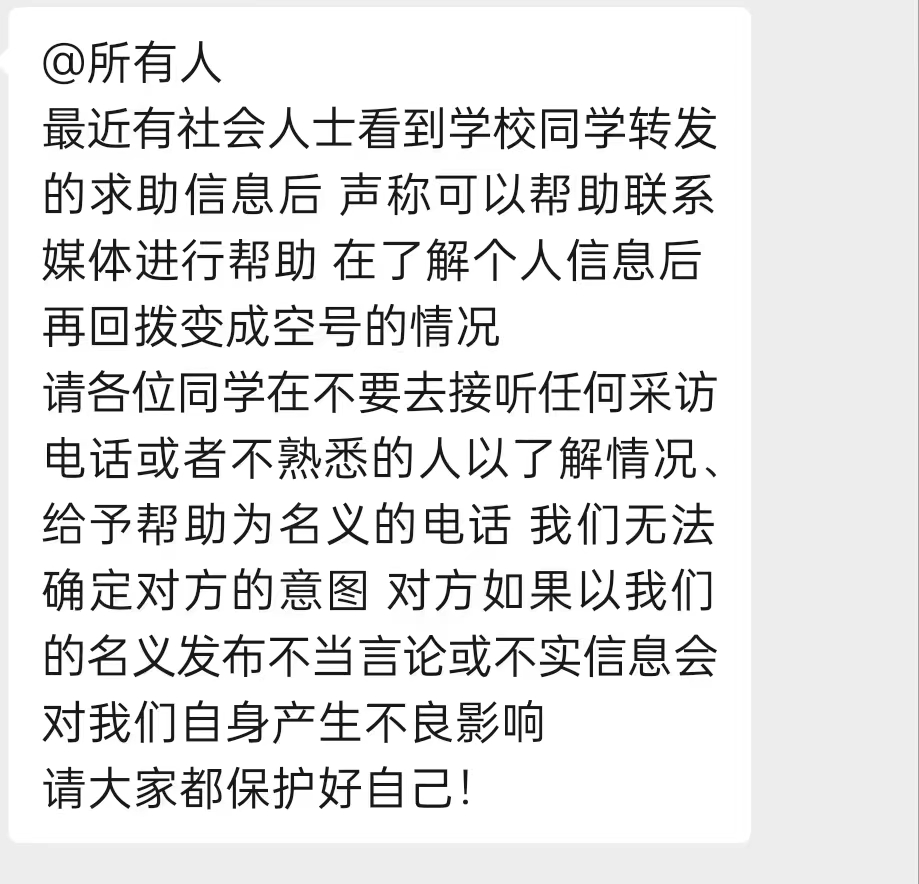 @所有人
最近有社会人士看到学校同学转发
的求助信息后 声称可以帮助联系
媒体进行帮助 在了解个人信息后
再回拨变成空号的情况
请各位同学在不要去接听任何采访
电话或者不熟悉的人以了解情况、
给予帮助为名义的电话 我们无法
确定对方的意图 对方如果以我们
的名义发布不当言论或不实信息会
对我们自身产生不良影响
请大家都保护好自己!